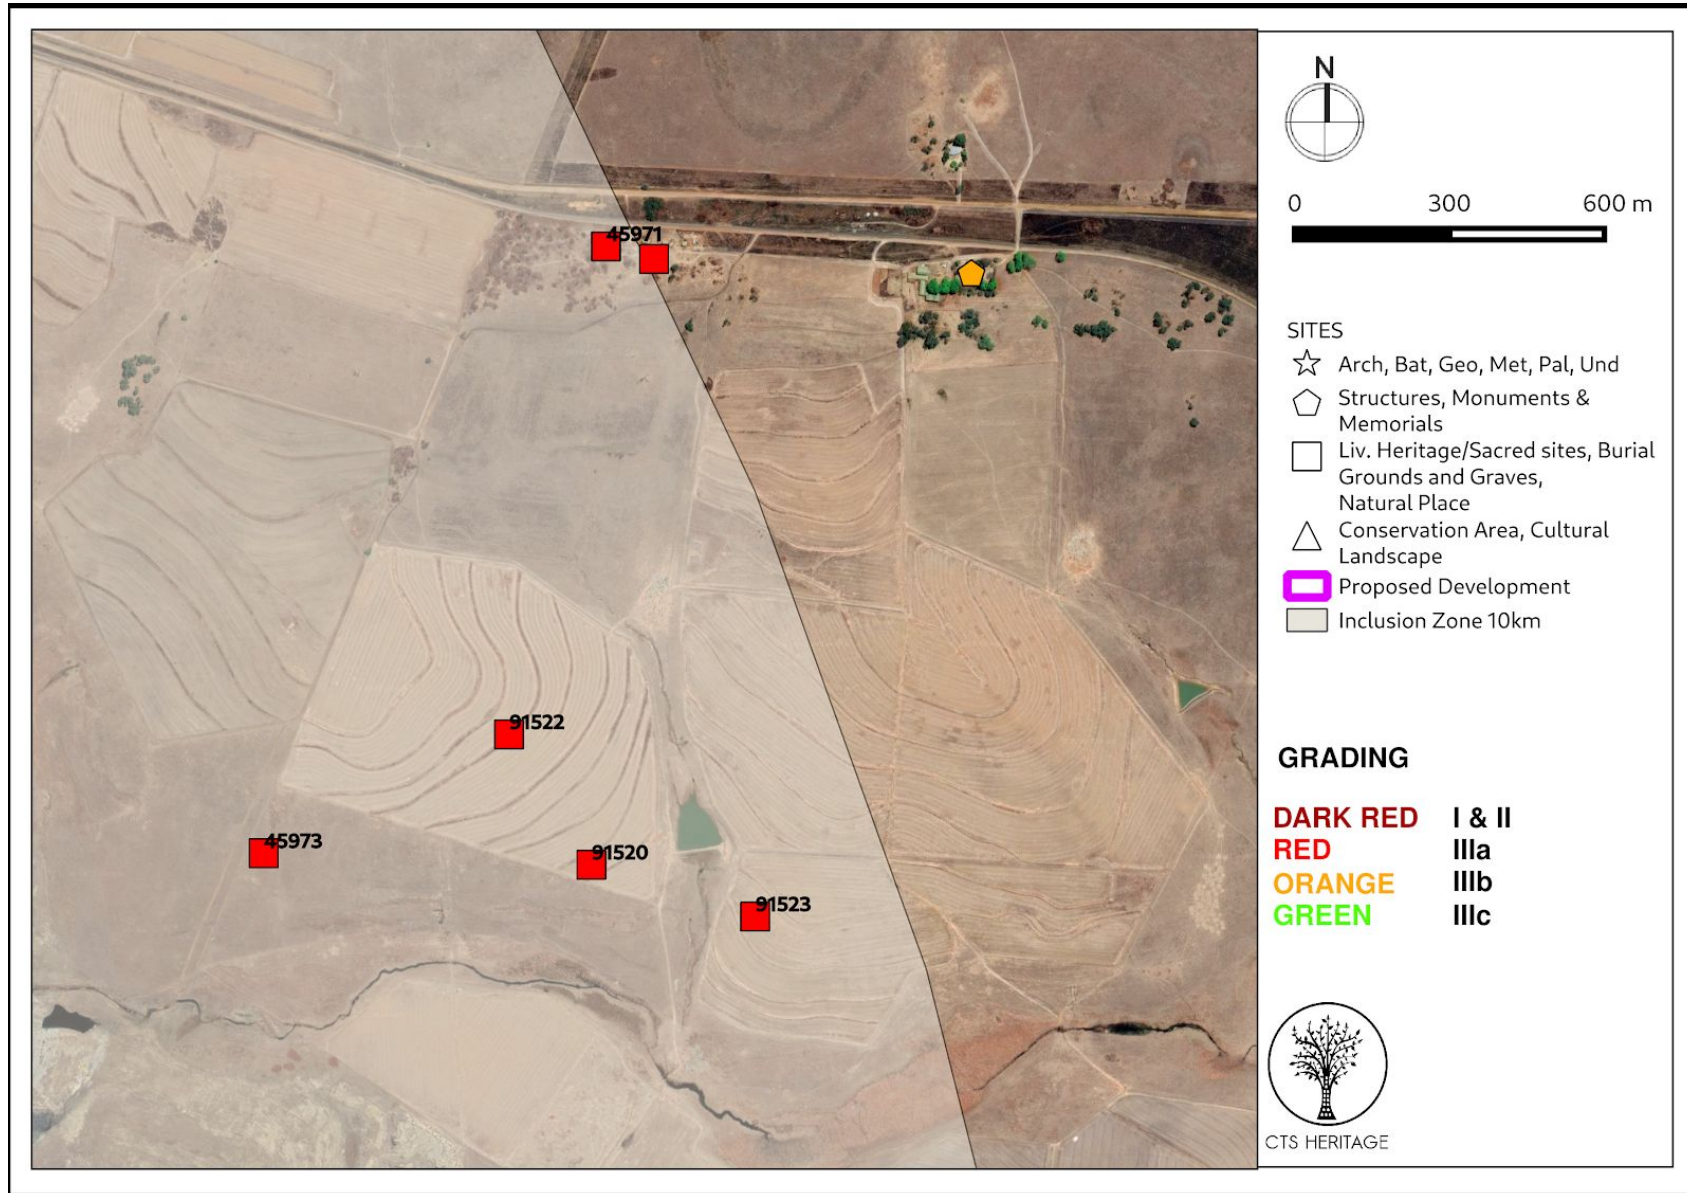 45971
91522
45973
91520
91523
N
0 300 600 m
SITES
Arch, Bat, Geo, Met, Pal, Und
Structures, Monuments &
Memorials
Liv. Heritage/Sacred sites, Burial
Grounds and Graves,
Natural Place
Conservation Area, Cultural
Landscape
Proposed Development
Inclusion Zone 10km
GRADING
DARK RED I & II
RED IIIa
ORANGE IIIb
GREEN IIIc
CTS HERITAGE